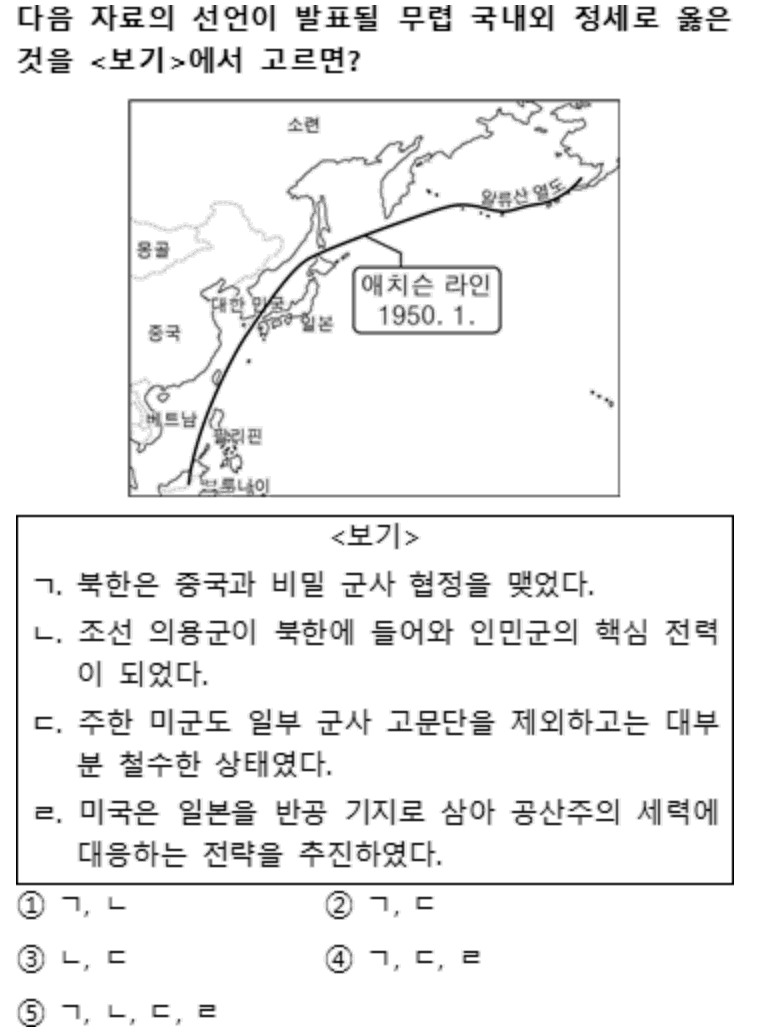 다음 자료의 선언이 발표될 무렵 국내외 정세로 옳은
것을 <보기>에서 고르면?
소련
알류산 열도
몽골
애치슨 라인
1950. 1.
대한 민국
일본
중국
베트남
필리핀
브루나이
<보기>
ㄱ. 북한은 중국과 비밀 군사 협정을 맺었다.
ㄴ. 조선 의용군이 북한에 들어와 인민군의 핵심 전력
이 되었다.
ㄷ. 주한 미군도 일부 군사 고문단을 제외하고는 대부
분 철수한 상태였다.
ㄹ. 미국은 일본을 반공 기지로 삼아 공산주의 세력에
대응하는 전략을 추진하였다.
① ㄱ, ㄴ ② ㄱ, ㄷ
③ ㄴ, ㄷ ④ ㄱ, ㄷ, ㄹ
⑤ ㄱ, ㄴ, ㄷ, ㄹ